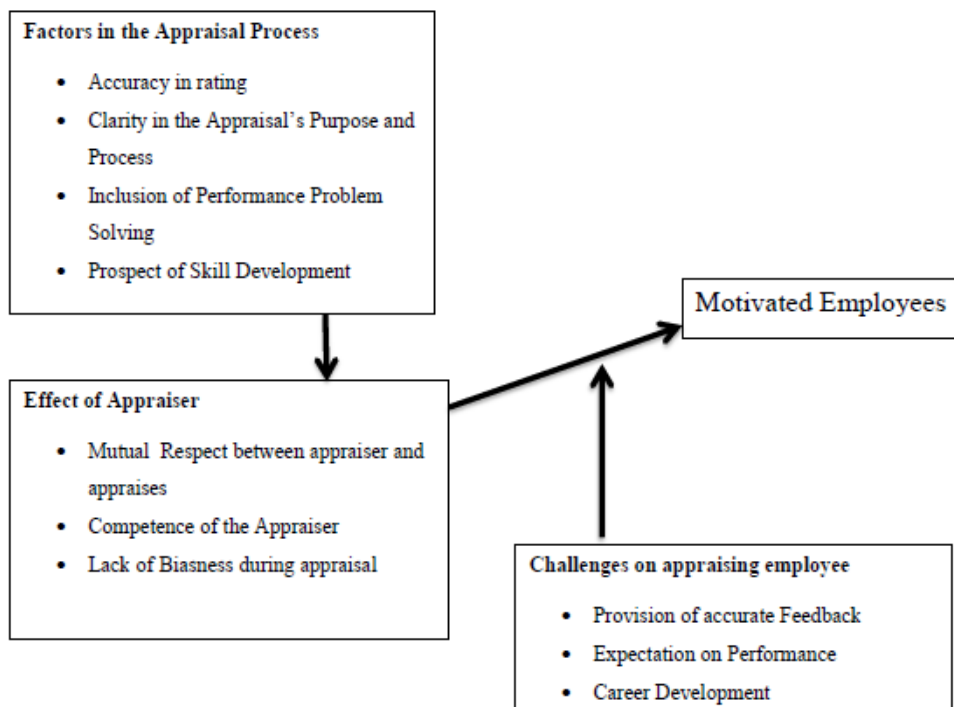 Factors in the Appraisal Process
• Accuracy in rating
• Clarity in the Appraisal's Purpose and
Process
• Inclusion of Performance Problem
Solving
• Prospect of Skill Development
Motivated Employees
Effect of Appraiser
• Mutual Respect between appraiser and
appraises
• Competence of the Appraiser
• Lack of Biasness during appraisal
Challenges on appraising employee
• Provision of accurate Feedback
• Expectation on Performance
• Career Development